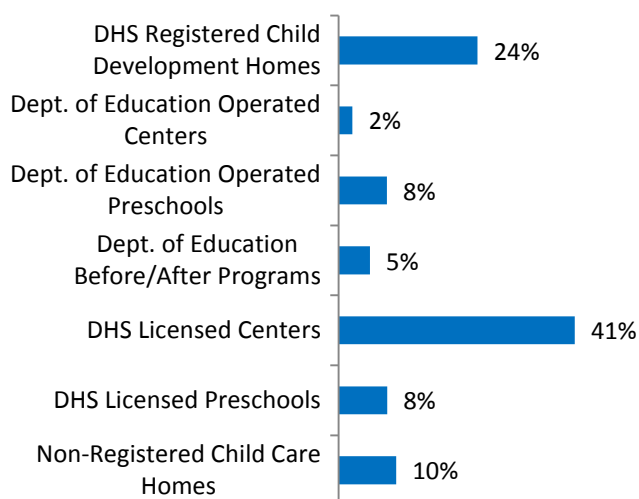 DHS Registered Child
Development Homes
24%
Dept. of Education Operated
Centers
2%
Dept. of Education Operated
Preschools
8%
Dept. of Education
Before/After Programs
5%
DHS Licensed Centers
41%
DHS Licensed Preschools
8%
Non-Registered Child Care
Homes
10%